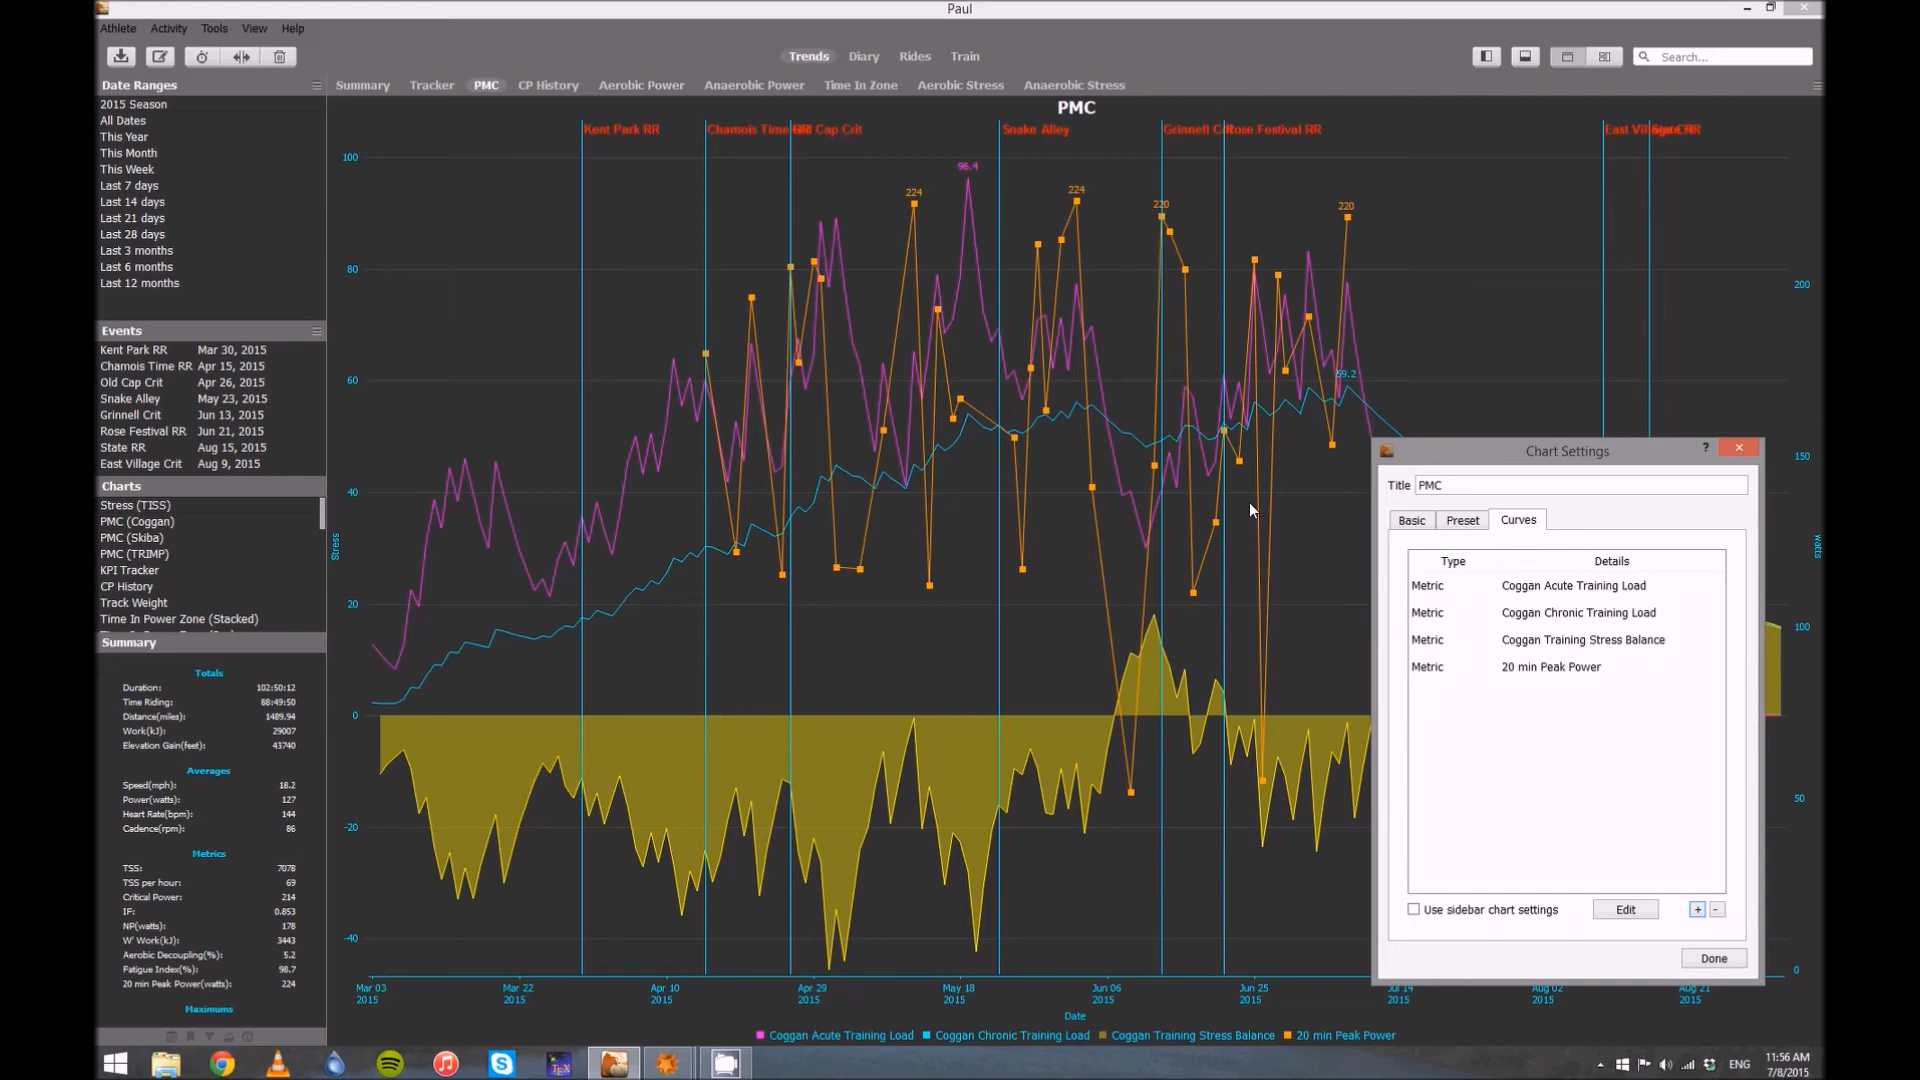 Paul
Athlete Activity Tools View Help
Trends Diary Rides Train
Search...
Date Ranges
2015 Season
All Dates
This Year
This Month
This Week
Last 7 days
Last 14 days
Last 21 days
Last 28 days
Last 3 months
Last 6 months
Last 12 months
Events
Kent Park RR Mar 30, 2015
Chamois Time RR Apr 15, 2015
Old Cap Crit Apr 26, 2015
Snake Alley May 23, 2015
Grinnell Crit Jun 13, 2015
Rose Festival RR Jun 21, 2015
State RR Aug 15, 2015
East Village Crit Aug 9, 2015
Charts
Stress (TISS)
PMC (Coggan)
PMC (Skiba)
PMC (TRIMP)
KPI Tracker
CP History
Track Weight
Time In Power Zone (Stacked)
Summary
Totals
Duration: 102:50:12
Time Riding: 88:49:50
Distance(miles): 1489.94
Work(kJ): 29007
Elevation Gain(feet): 43740
Averages
Speed(mph): 18.2
Power(watts): 127
Heart Rate(bpm): 144
Cadence(rpm): 86
Metrics
TSS: 7078
TSS per hour: 69
Critical Power: 214
IF: 0.853
NP(watts): 178
W' Work(kJ): 3443
Aerobic Decoupling(%): 5.2
Fatigue Index(%): 98.7
20 min Peak Power(watts): 224
Maximums
Summary Tracker PMC CP History Aerobic Power Anaerobic Power Time In Zone Aerobic Stress Anaerobic Stress
PMC
Kent Park RR Chamois Time Cap Crit Snake Alley Grinnell Rose Festival RR East
96.4
224 224 220 220
59.2
100
80
60
40
20
0
-20
-40
Stress
200
150
100
50
0
watts
Mar 03 Mar 22 Apr 10 Apr 29 May 18 Jun 06 Jun 25 Jul 14 Aug 02 Aug 21
2015 2015 2015 2015 2015 2015 2015 2015 2015 2015
Date
Coggan Acute Training Load Coggan Chronic Training Load Coggan Training Stress Balance 20 min Peak Power
Chart Settings
?
Title PMC
Basic Preset Curves
Type Details
Metric Coggan Acute Training Load
Metric Coggan Chronic Training Load
Metric Coggan Training Stress Balance
Metric 20 min Peak Power
Use sidebar chart settings Edit + -
Done
TEX
S
ENG
11:56 AM
7/8/2015